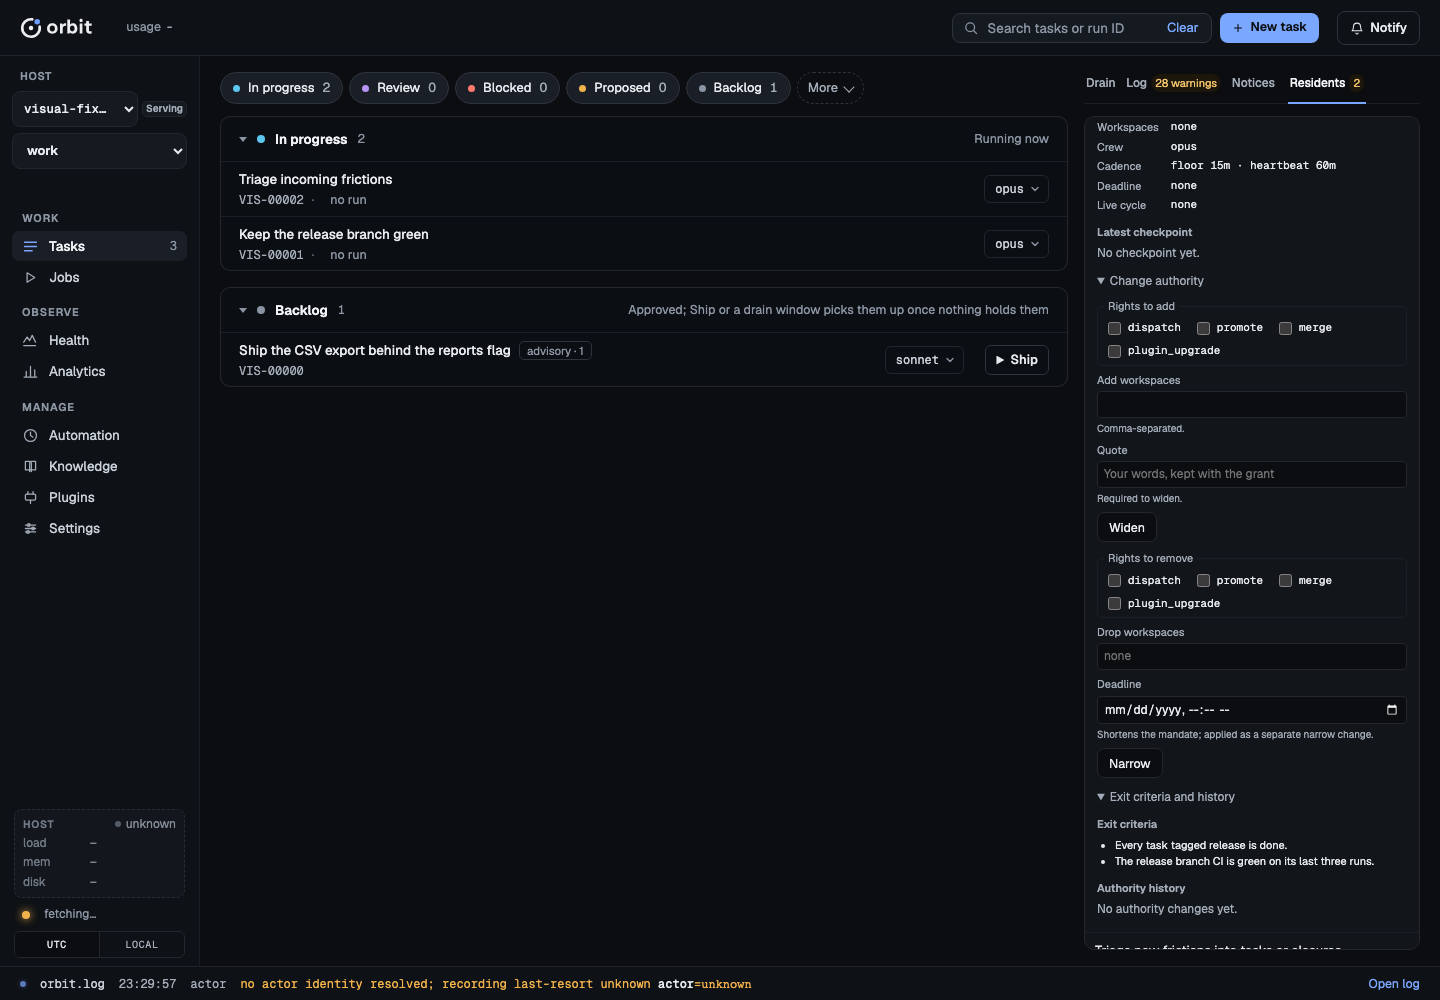 orbit
usage –
Search tasks or run ID
Clear
+ New task
Notify
HOST
visual-fix…
Serving
work
WORK
Tasks 3
Jobs
OBSERVE
Health
Analytics
MANAGE
Automation
Knowledge
Plugins
Settings
HOST unknown
load –
mem –
disk –
fetching…
UTC LOCAL
In progress 2
Review 0
Blocked 0
Proposed 0
Backlog 1
More
In progress 2
Running now
Triage incoming frictions
VIS-00002 · no run
opus
Keep the release branch green
VIS-00001 · no run
opus
Backlog 1
Approved; Ship or a drain window picks them up once nothing holds them
Ship the CSV export behind the reports flag advisory · 1
VIS-00000
sonnet
Ship
Drain
Log 28 warnings
Notices
Residents 2
Workspaces none
Crew opus
Cadence floor 15m · heartbeat 60m
Deadline none
Live cycle none
Latest checkpoint
No checkpoint yet.
Change authority
Rights to add
dispatch promote merge
plugin_upgrade
Add workspaces
Comma-separated.
Quote
Your words, kept with the grant
Required to widen.
Widen
Rights to remove
dispatch promote merge
plugin_upgrade
Drop workspaces
none
Deadline
mm/dd/yyyy, --:-- --
Shortens the mandate; applied as a separate narrow change.
Narrow
Exit criteria and history
Exit criteria
• Every task tagged release is done.
• The release branch CI is green on its last three runs.
Authority history
No authority changes yet.
Triage new frictions into tasks or closures
orbit.log 23:29:57 actor no actor identity resolved; recording last-resort unknown actor=unknown
Open log